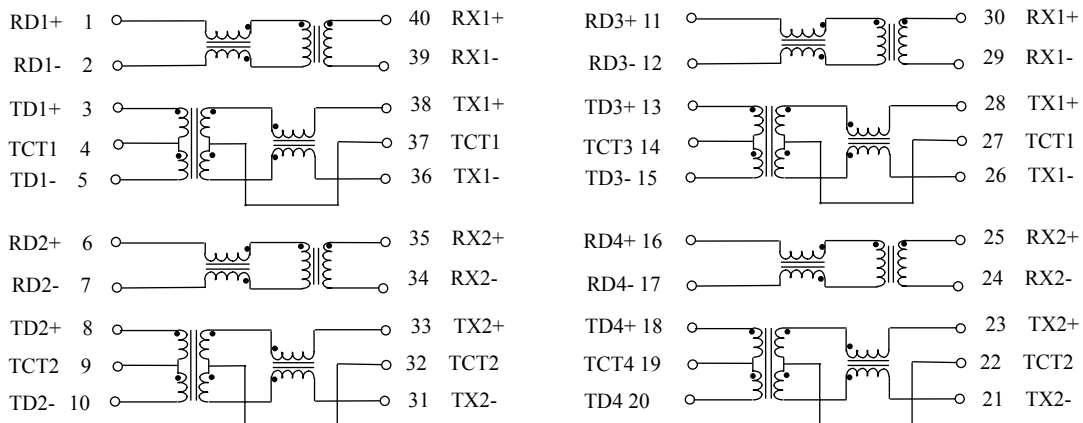 RD1+ 1 40 RX1+
RD1- 2 39 RX1-
TD1+ 3 38 TX1+
TCT1 4 37 TCT1
TD1- 5 36 TX1-
RD2+ 6 35 RX2+
RD2- 7 34 RX2-
TD2+ 8 33 TX2+
TCT2 9 32 TCT2
TD2- 10 31 TX2-
RD3+ 11 30 RX1+
RD3- 12 29 RX1-
TD3+ 13 28 TX1+
TCT3 14 27 TCT1
TD3- 15 26 TX1-
RD4+ 16 25 RX2+
RD4- 17 24 RX2-
TD4+ 18 23 TX2+
TCT4 19 22 TCT2
TD4 20 21 TX2-